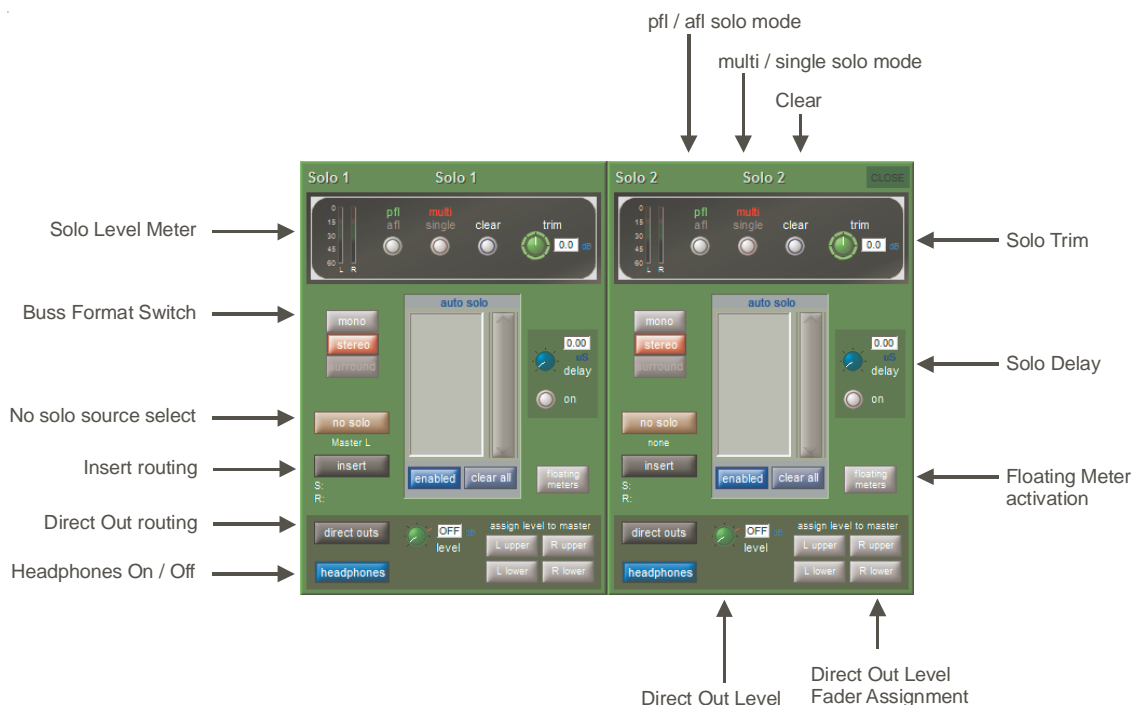 pfl / afl solo mode
multi / single solo mode
Clear
Solo Level Meter
Buss Format Switch
No solo source select
Insert routing
Direct Out routing
Headphones On / Off
Solo 1 Solo 1
0
15
30
45
60
L R
pfl
afl
multi
single
clear
trim
0.0 dB
mono
stereo
surround
auto solo
0.00
uS
delay
on
no solo
Master L
insert
S:
R:
enabled clear all
floating
meters
direct outs
OFF dB
level
assign level to master
L upper R upper
L lower R lower
headphones
Solo 2 Solo 2 CLOSE
0
15
30
45
60
L R
pfl
afl
multi
single
clear
trim
0.0 dB
mono
stereo
surround
auto solo
0.00
uS
delay
on
no solo
none
insert
S:
R:
enabled clear all
floating
meters
direct outs
OFF dB
level
assign level to master
L upper R upper
L lower R lower
headphones
Solo Trim
Solo Delay
Floating Meter
activation
Direct Out Level
Direct Out Level
Fader Assignment